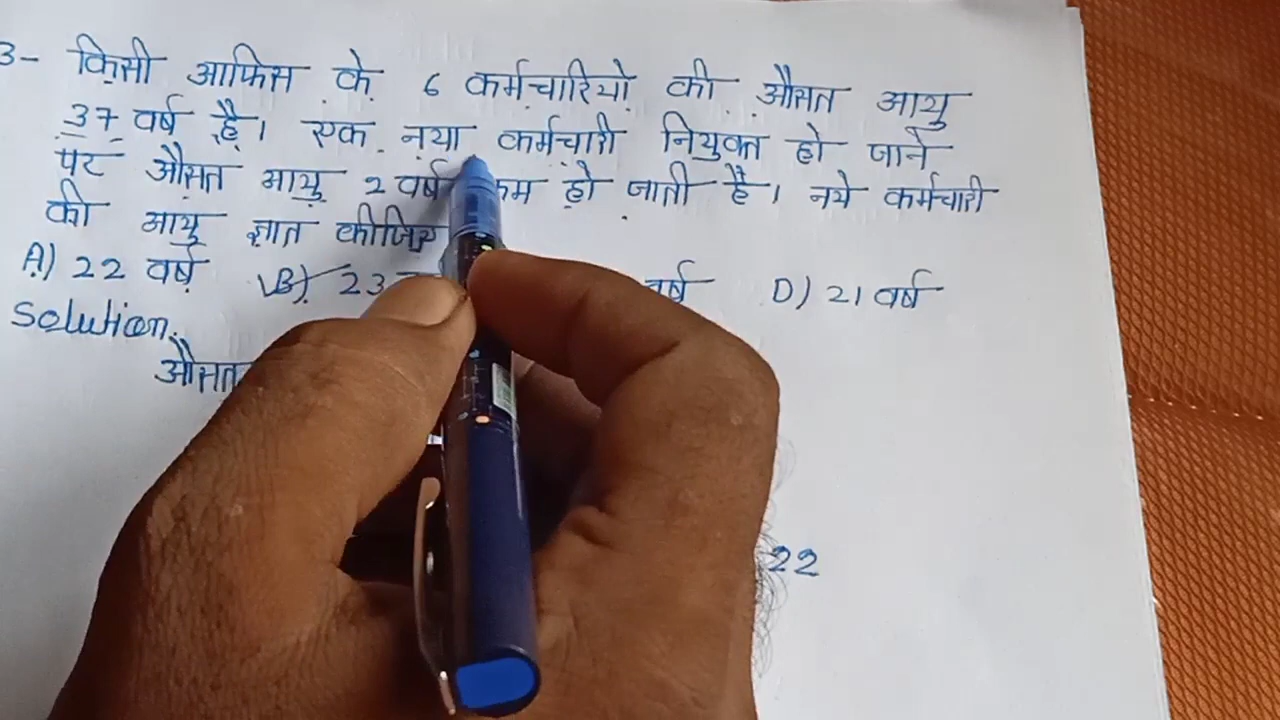 3- किसी आफिस के 6 कर्मचारियो की औसत आयु
37 वर्ष है। एक नया कर्मचारी नियुक्त हो जाने
पर औसत आयु 2 वर्ष कम हो जाती है। नये कर्मचारी
की आयु ज्ञात कीजिए
A) 22 वर्ष B) 23 वर्ष D) 21 वर्ष
Solution.
औसत
22